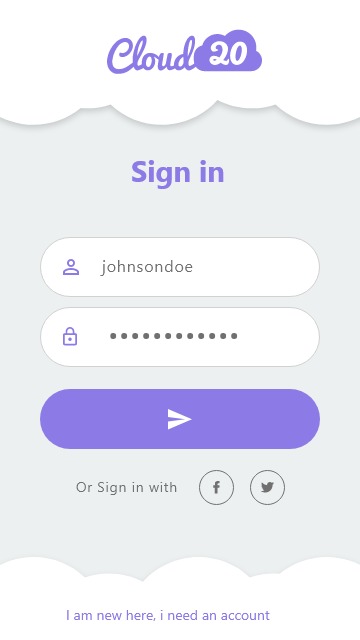 Cloud 20
Sign in
johnsondoe
Or Sign in with
I am new here, i need an account